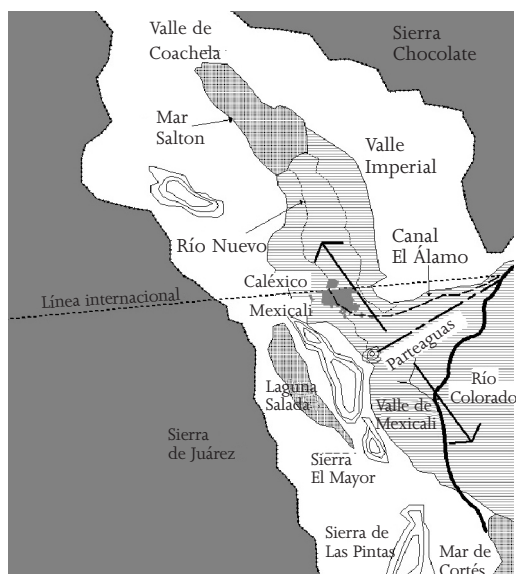 Valle de
Coachela
Sierra
Chocolate
Mar
Salton
Valle
Imperial
Río Nuevo
Canal
El Álamo
Caléxico
Línea internacional
Mexicali
Parteaguas
Río
Colorado
Laguna
Salada
Valle de
Mexicali
Sierra
de Juárez
Sierra
El Mayor
Sierra de
Las Pintas
Mar de
Cortés